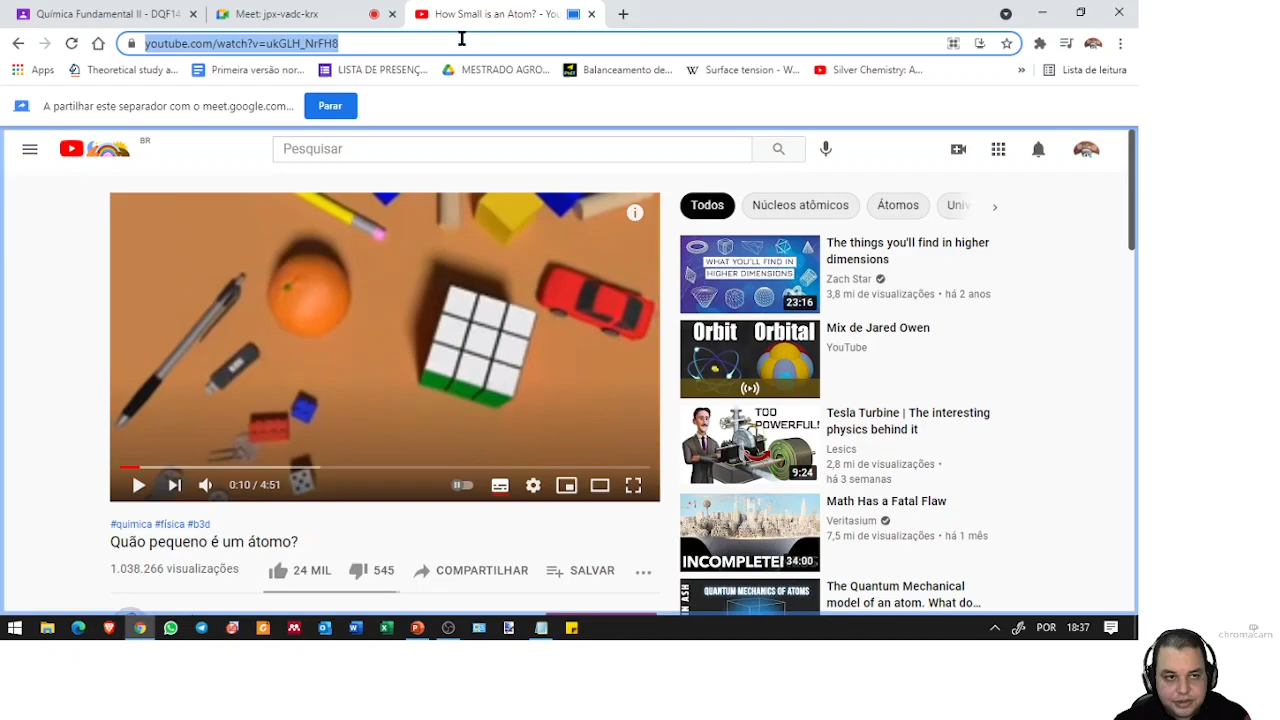 Química Fundamental II - DQF14
Meet: jpx-vadc-krx
How Small is an Atom? - You
youtube.com/watch?v=ukGLH_NrFH8
Apps
Theoretical study a...
Primeira versão nor...
LISTA DE PRESENÇ...
MESTRADO AGRO...
Balanceamento de...
Surface tension - W...
Silver Chemistry: A...
»
Lista de leitura
A partilhar este separador com o meet.google.com...
Parar
BR
Pesquisar
Todos
Núcleos atômicos
Átomos
Univ
WHAT YOU'LL FIND IN
HIGHER DIMENSIONS
23:16
The things you'll find in higher
dimensions
Zach Star
3,8 mi de visualizações • há 2 anos
Orbit Orbital
Mix de Jared Owen
YouTube
TOO
POWERFUL!
9:24
Tesla Turbine | The interesting
physics behind it
Lesics
2,8 mi de visualizações •
há 3 semanas
INCOMPLETE
34:00
Math Has a Fatal Flaw
Veritasium
7,5 mi de visualizações • há 1 mês
QUANTUM MECHANICS OF ATOMS
The Quantum Mechanical
model of an atom. What do...
0:10 / 4:51
#quimica #física #b3d
Quão pequeno é um átomo?
1.038.266 visualizações
24 MIL
545
COMPARTILHAR
SALVAR
POR
18:37
chromacam